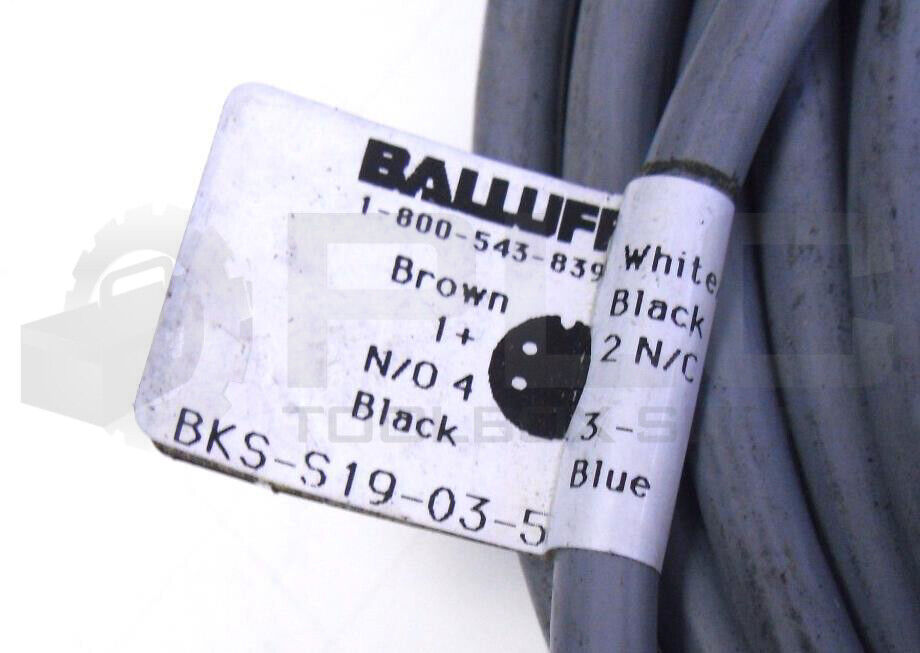 BALLUFF
1-800-543-839
Brown
1+
N/O 4
Black
White
Black
2 N/C
3 -
Blue
BKS-S19-03-5